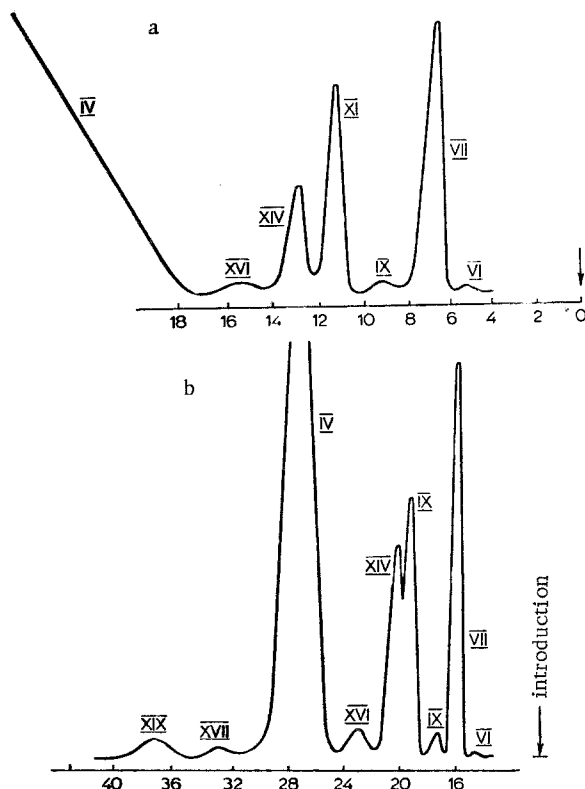 a
IV
XI
VII
XIV
XVI
IX
VI
18 16 14 12 10 8 6 4 2 0
b
IV
IX
XIV
VII
introduction
XIX
XVII
XVI
IX
VI
40 36 32 28 24 20 16